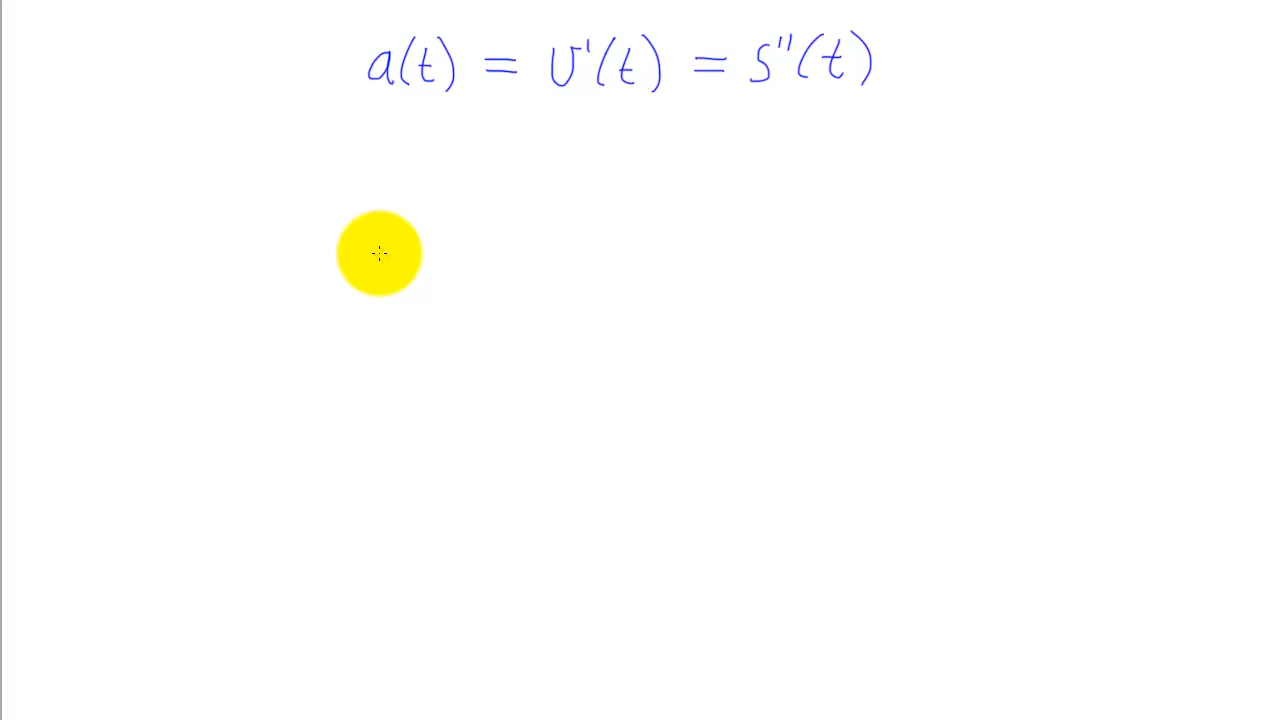 a(t) = v'(t) = s''(t)